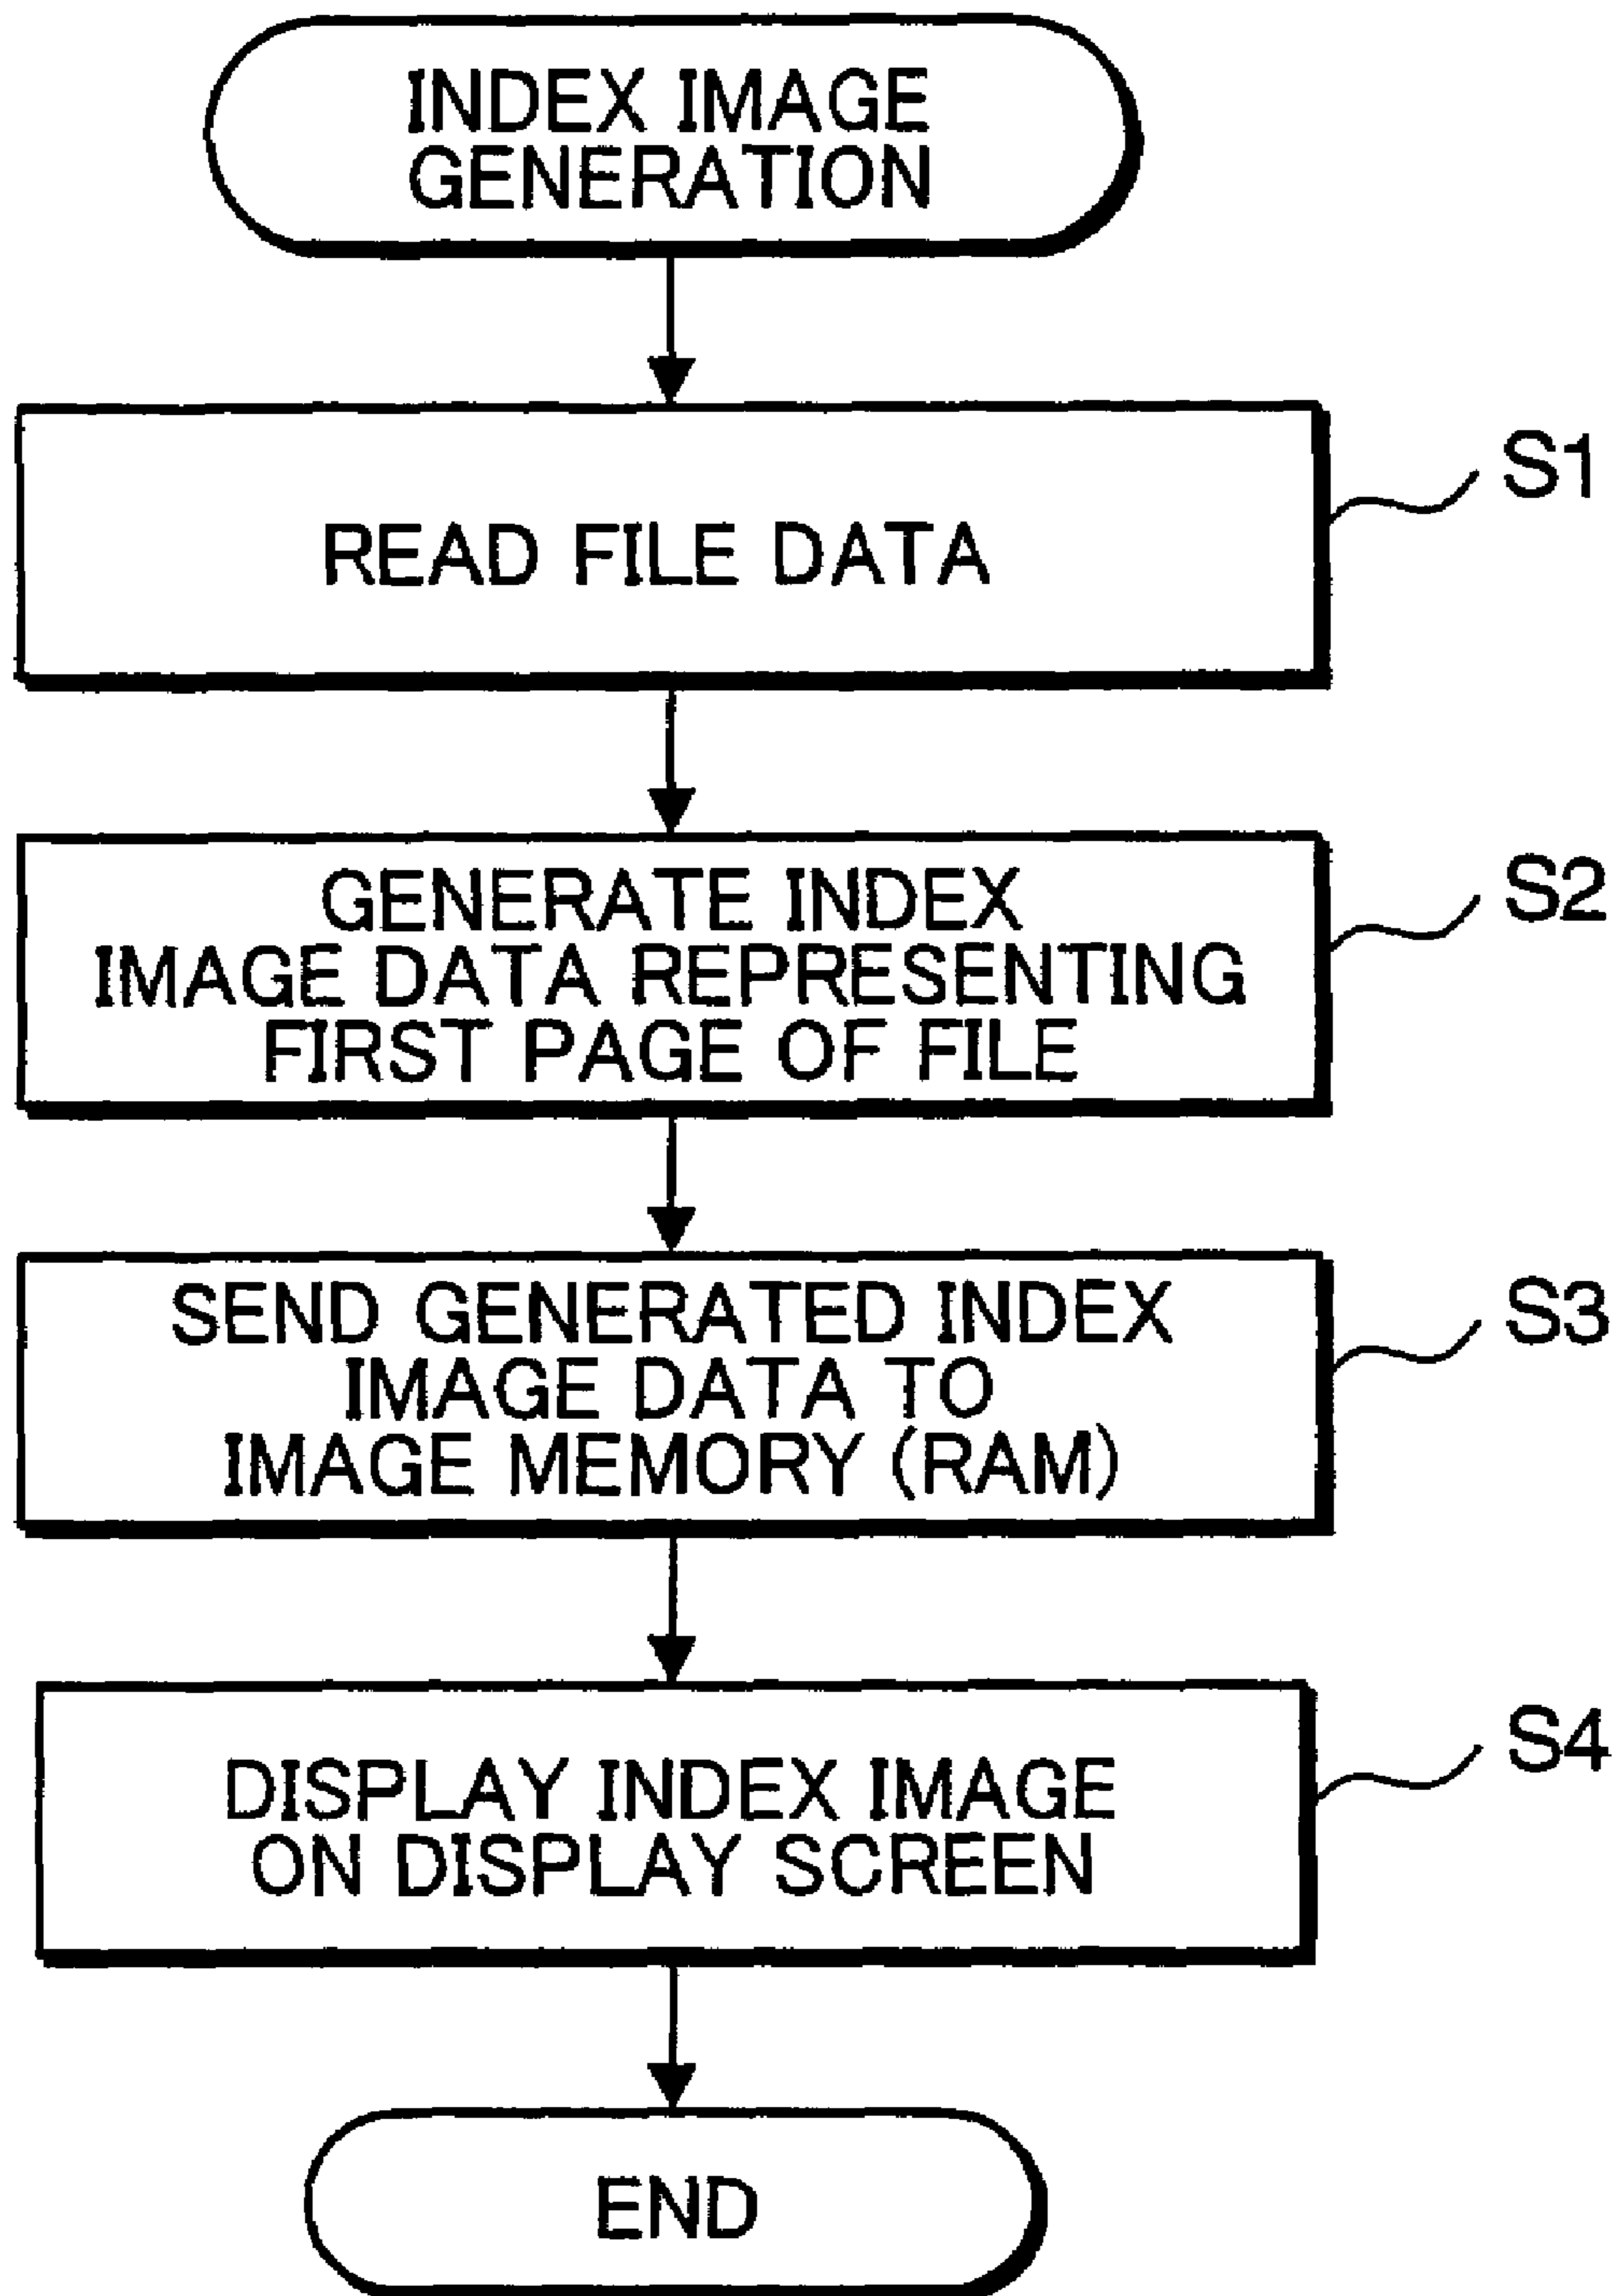 INDEX IMAGE
GENERATION
READ FILE DATA
S1
GENERATE INDEX
IMAGE DATA REPRESENTING
FIRST PAGE OF FILE
S2
SEND GENERATED INDEX
IMAGE DATA TO
IMAGE MEMORY (RAM)
S3
DISPLAY INDEX IMAGE
ON DISPLAY SCREEN
S4
END